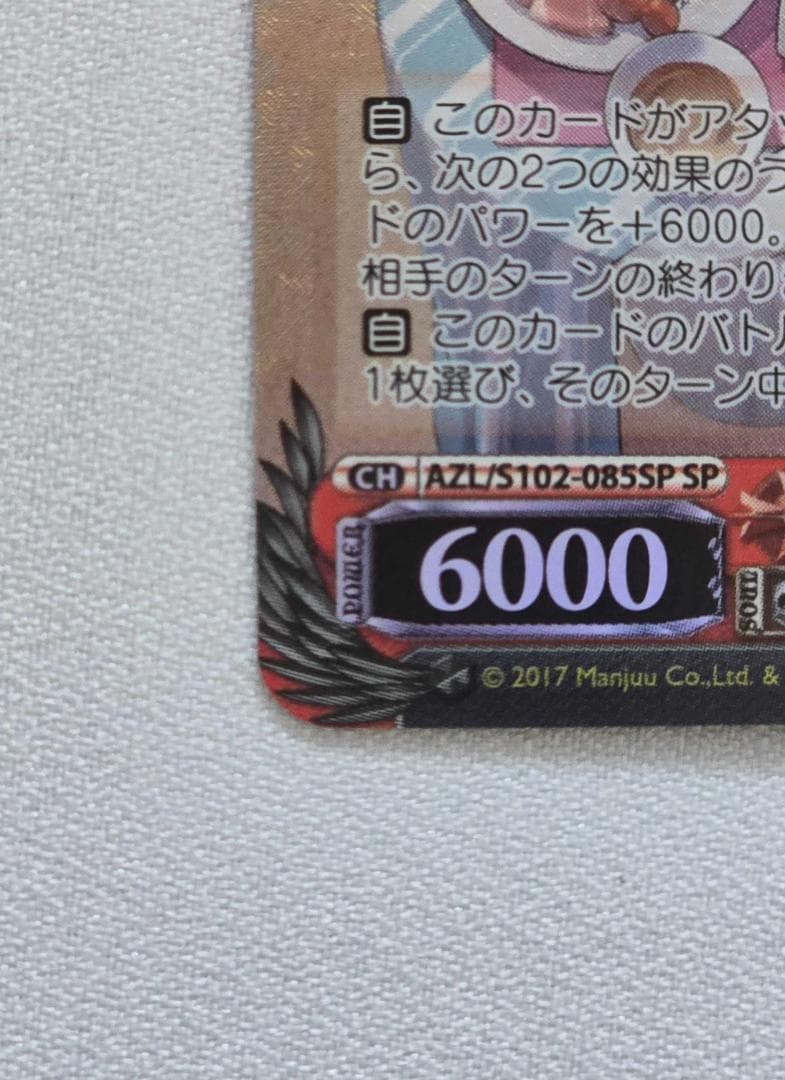 自 このカードがアタッ
ら、次の2つの効果のう
ドのパワーを+6000。
相手のターンの終わり
自 このカードのバトル
1枚選び、そのターン中
CH AZL/S102-085SP SP
POWER 6000 SOUL
© 2017 Manjuu Co.,Ltd. &